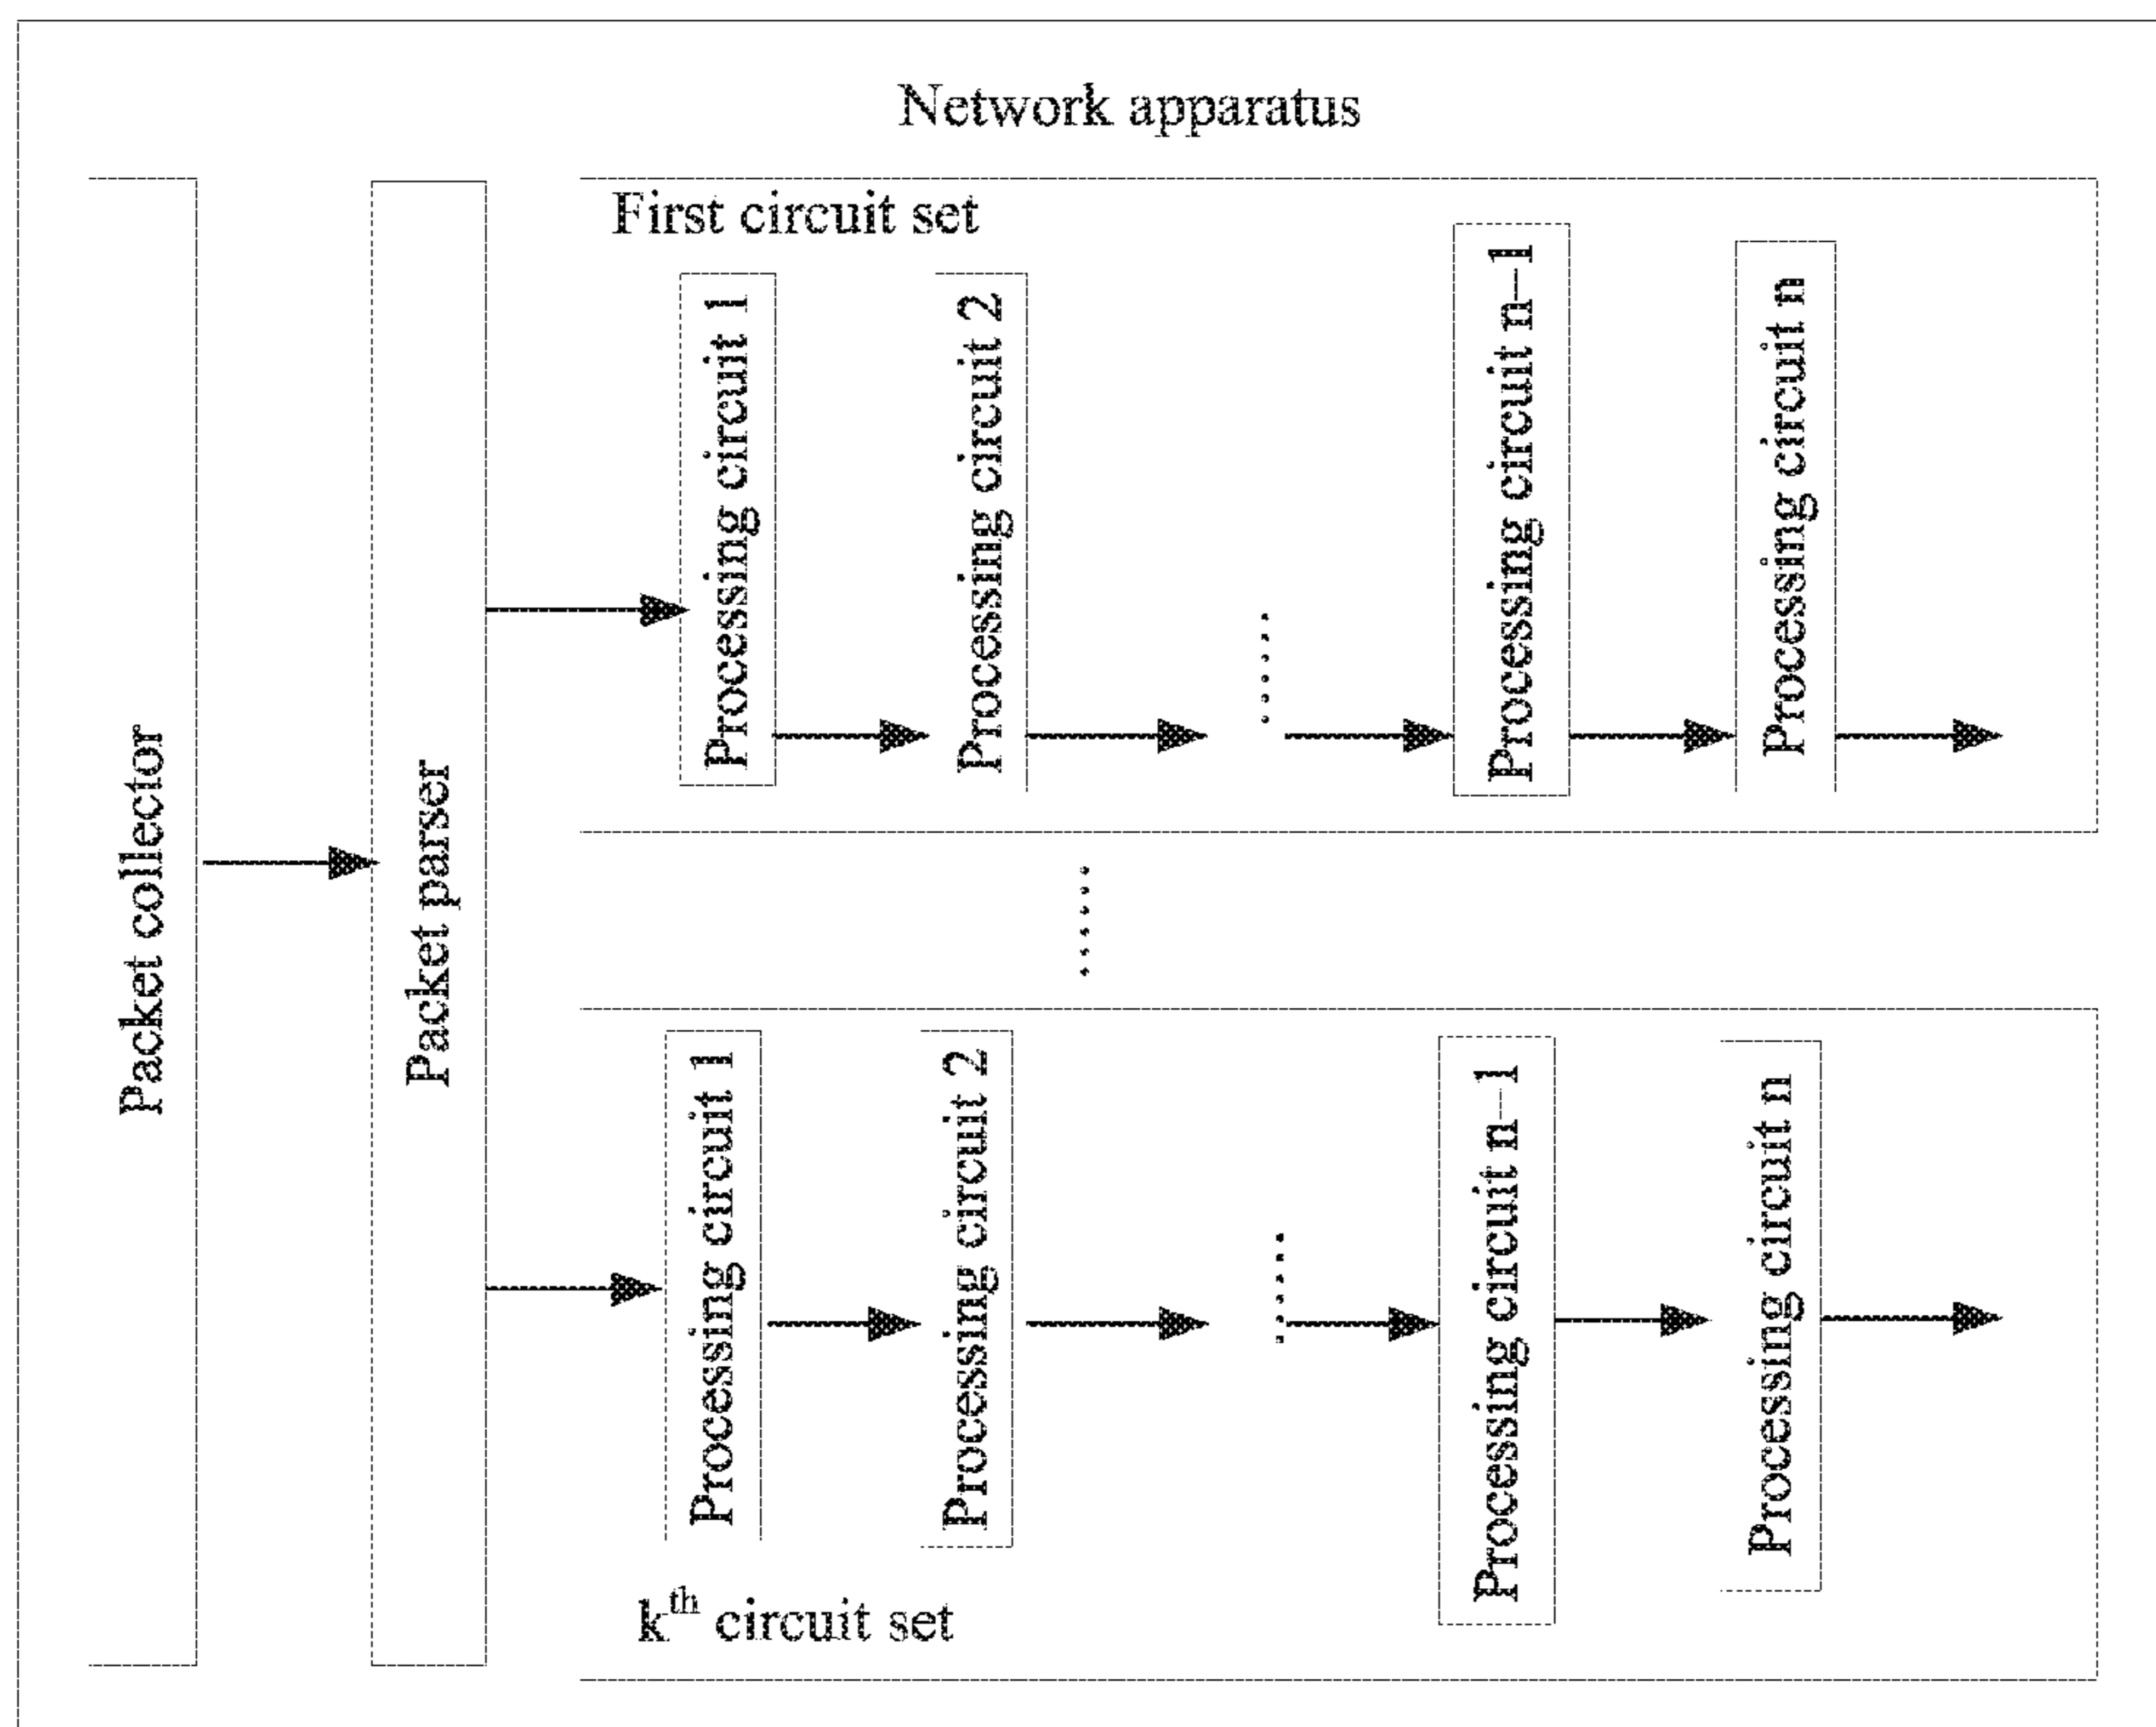 Network apparatus
Packet collector
Packet parser
First circuit set
Processing circuit 1
Processing circuit 2
......
Processing circuit n–1
Processing circuit n
......
Processing circuit 1
Processing circuit 2
......
Processing circuit n–1
Processing circuit n
kth circuit set